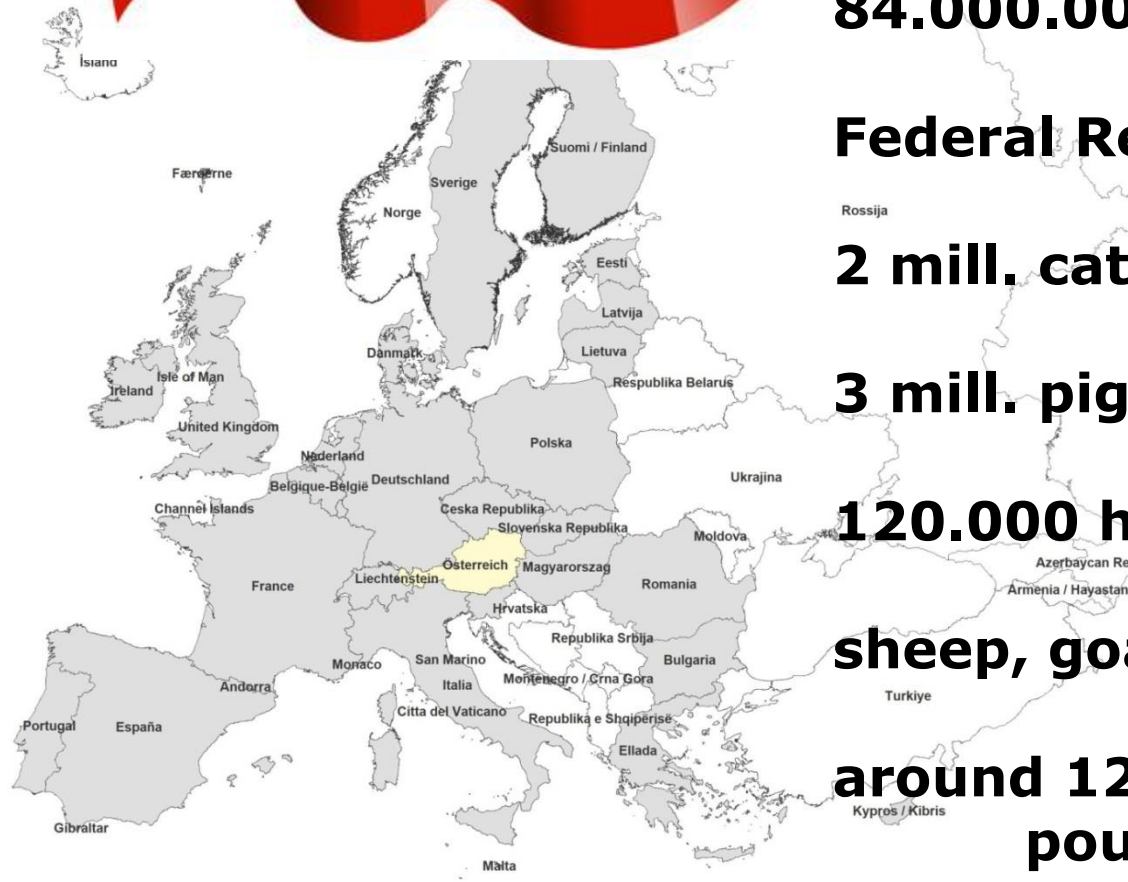 84.000.00
Ísland
Federal Re
Suomi / Finland
Færøerne
Sverige
Norge
Rossija
2 mill. cat
Eesti
Latvija
Danmark
Lietuva
Isle of Man
Ireland
Respublika Belarus
3 mill. pig
United Kingdom
Polska
Nederland
Ukrajina
Deutschland
Belgique-België
Channel Islands
Ceska Republika
Slovenska Republika
120.000 h
Moldova
Österreich
Magyarorszag
Azerbaycan Re
Liechtenstein
France
Romania
Armenia / Hayastan
Hrvatska
Republika Srbija
sheep, goa
Monaco
San Marino
Bulgaria
Montenegro / Crna Gora
Andorra
Italia
Turkiye
Citta del Vaticano
Republika e Shqiperise
Portugal
España
Ellada
around 12
Kypros / Kibris
Gibraltar
pou
Malta